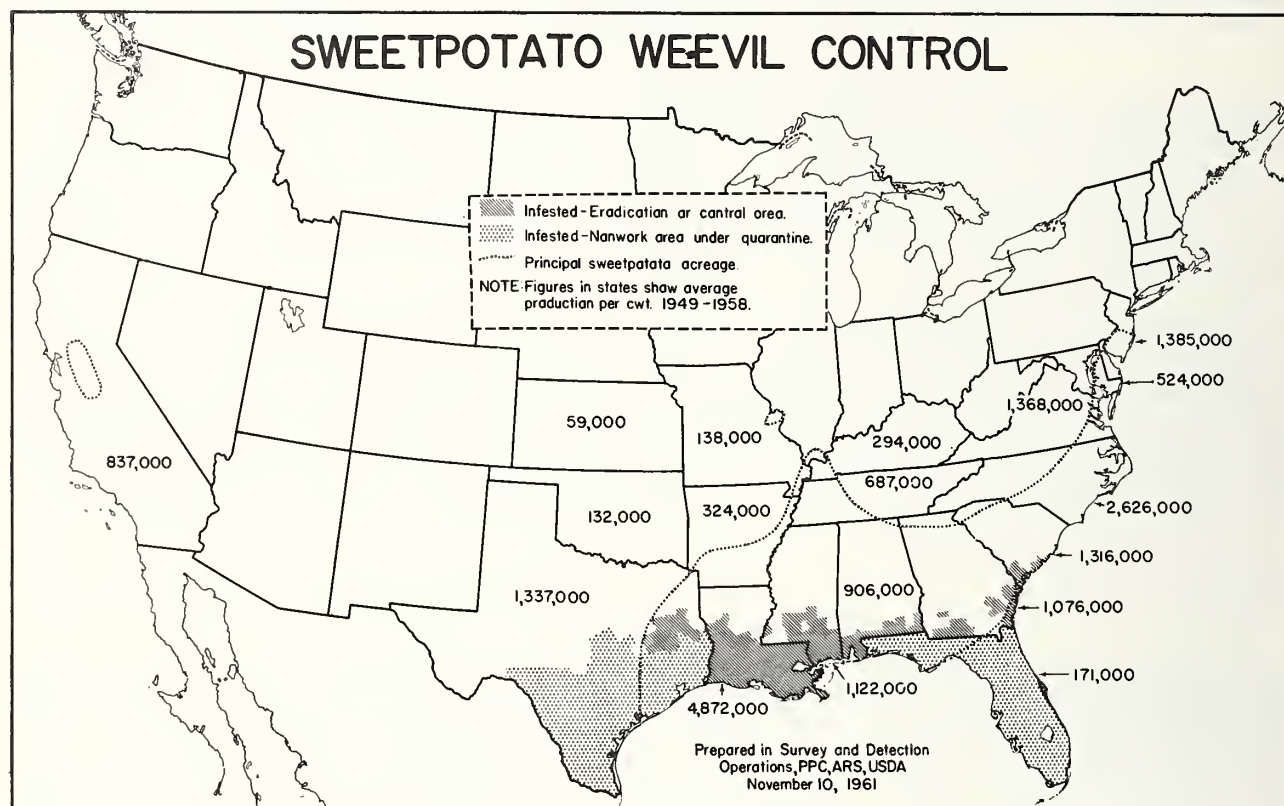 SWEETPOTATO WEEVIL CONTROL
Infested-Eradicatian ar cantral area.
Infested-Nanwork area under quarantine.
Principal sweetpatata acreage.
NOTE: Figures in states shaw average
production per cwt. 1949-1958.
1,385,000
524,000
1,368,000
59,000
138,000
294,000
837,000
687,000
132,000
324,000
2,626,000
1,316,000
1,337,000
906,000
1,076,000
171,000
1,122,000
4,872,000
Prepared in Survey and Detection
Operations,PPC,ARS,USDA
November 10, 1961